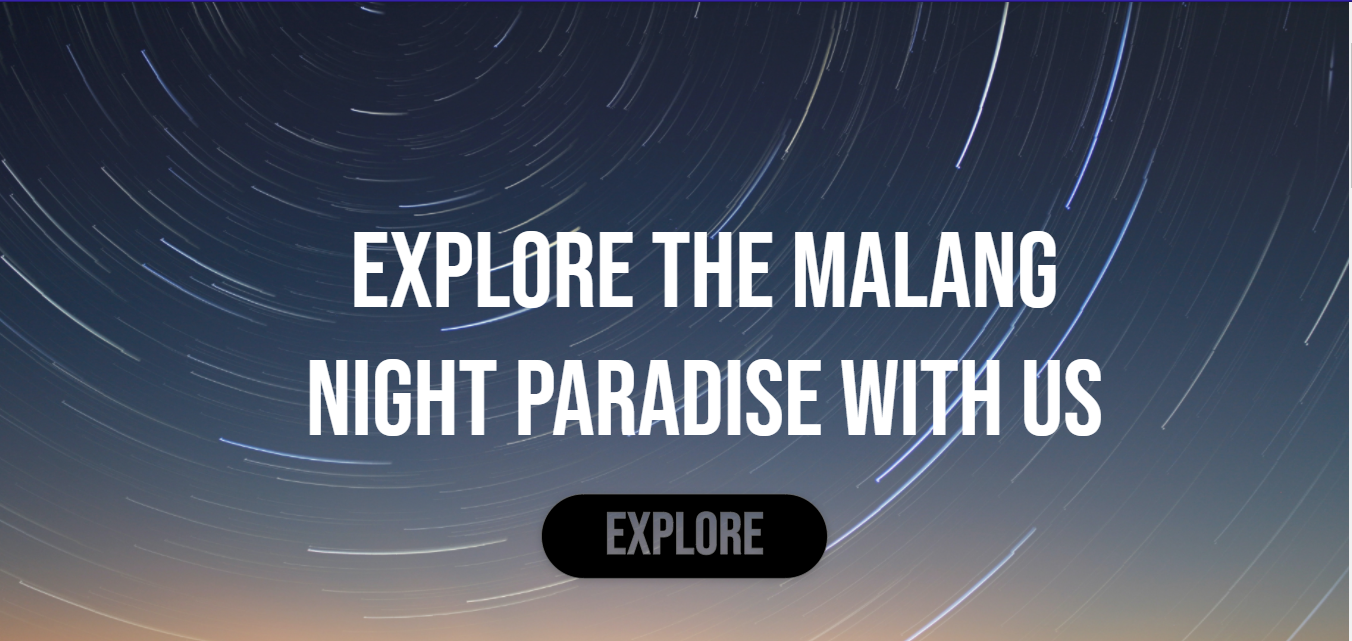 EXPLORE THE MALANG
NIGHT PARADISE WITH US
EXPLORE